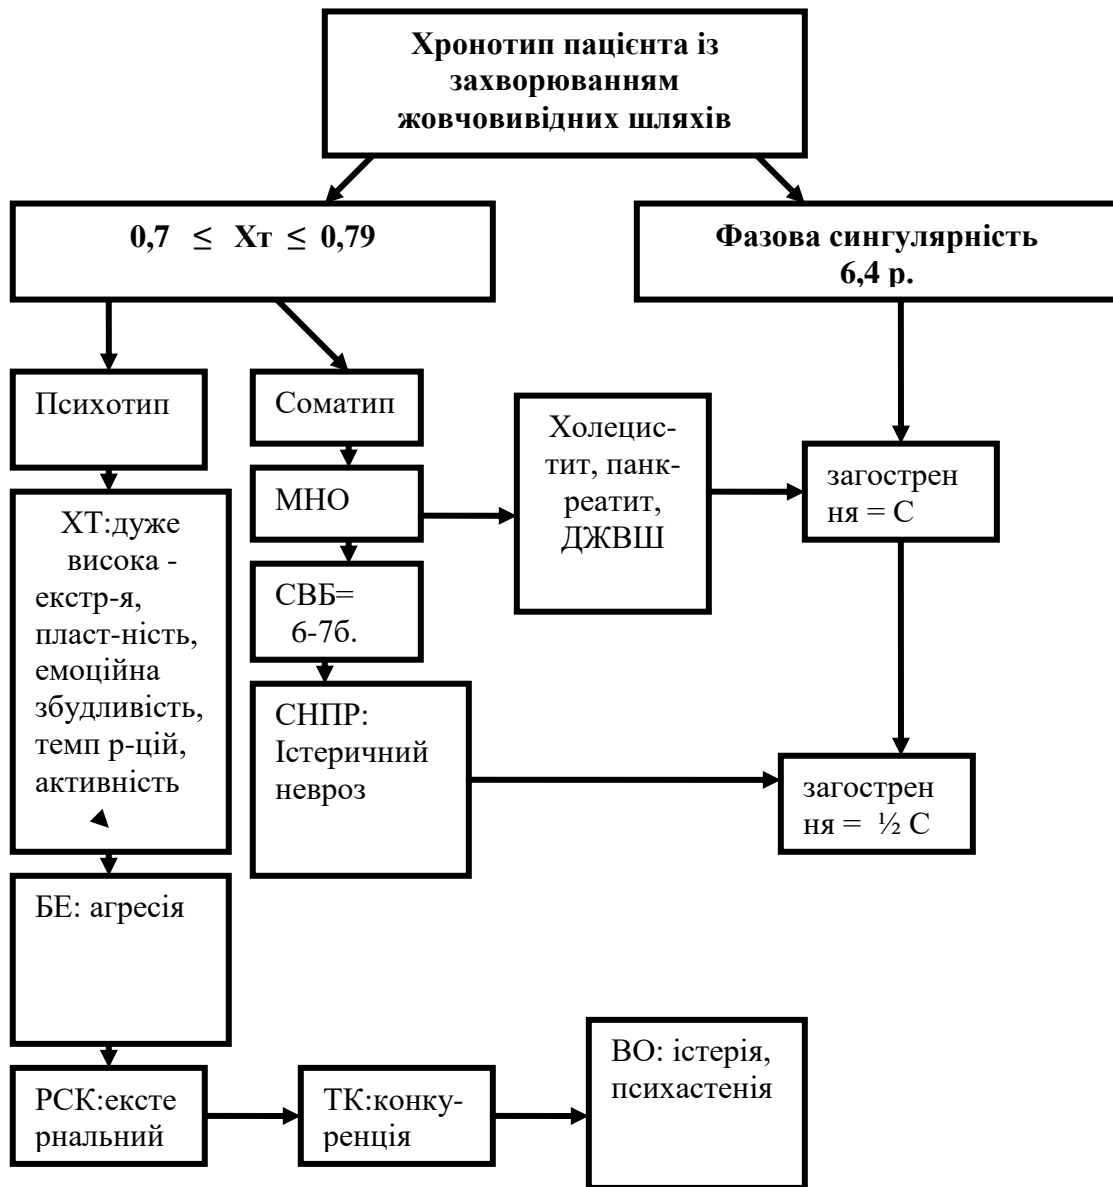 Хронотип пацієнта із
захворюванням
жовчовивідних шляхів
0,7 ≤ Хт ≤ 0,79
Фазова сингулярність
6,4 р.
Психотип
Соматип
Холецис-
тит, панк-
реатит,
ДЖВШ
загострен
ня = С
МНО
ХТ:дуже
висока -
екстр-я,
пласт-ність,
емоційна
збудливість,
темп р-цій,
активність
СВБ=
6-7б.
СНПР:
Істеричний
невроз
загострен
ня = ½ С
БЕ: агресія
РСК:ексте
рнальний
ТК:конку-
ренція
ВО: істерія,
психастенія